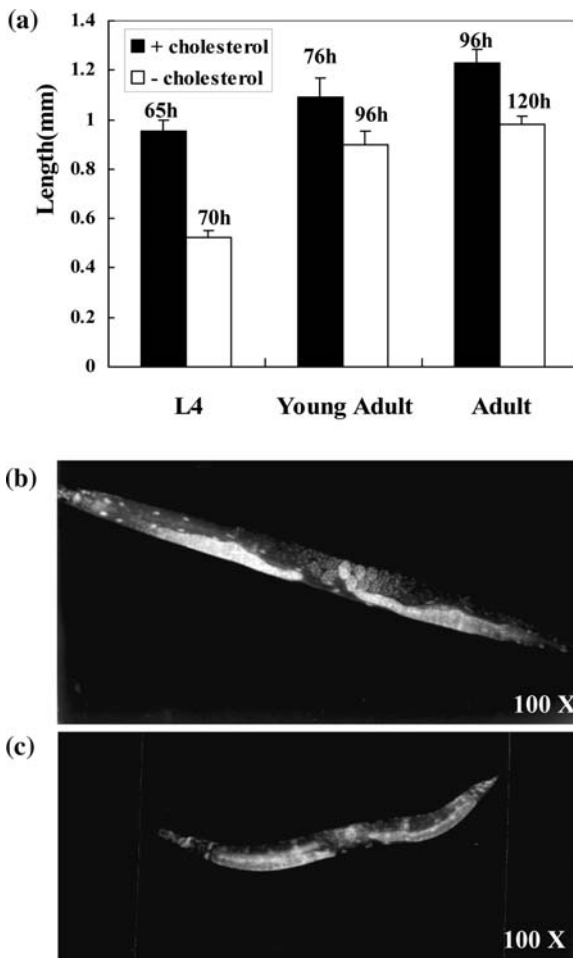 (a)
1.4
1.2
1
0.8
0.6
0.4
0.2
0
Length(mm)
+ cholesterol
- cholesterol
65h
70h
76h
96h
96h
120h
L4
Young Adult
Adult
(b)
100 X
(c)
100 X